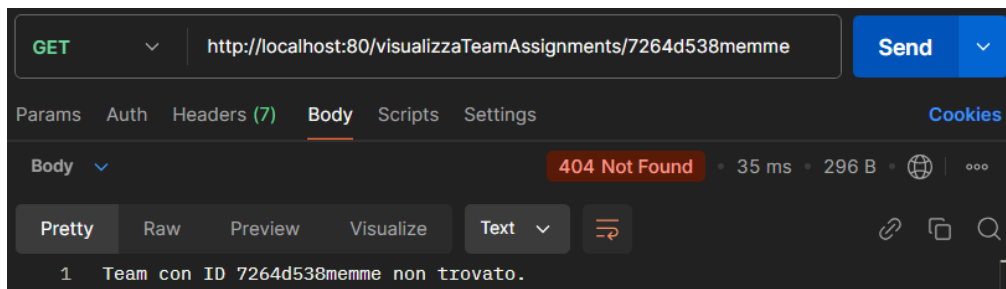 GET http://localhost:80/visualizzaTeamAssignments/7264d538memme Send
Params Auth Headers (7) Body Scripts Settings Cookies
Body 404 Not Found • 35 ms • 296 B •
Pretty Raw Preview Visualize Text
1 Team con ID 7264d538memme non trovato.